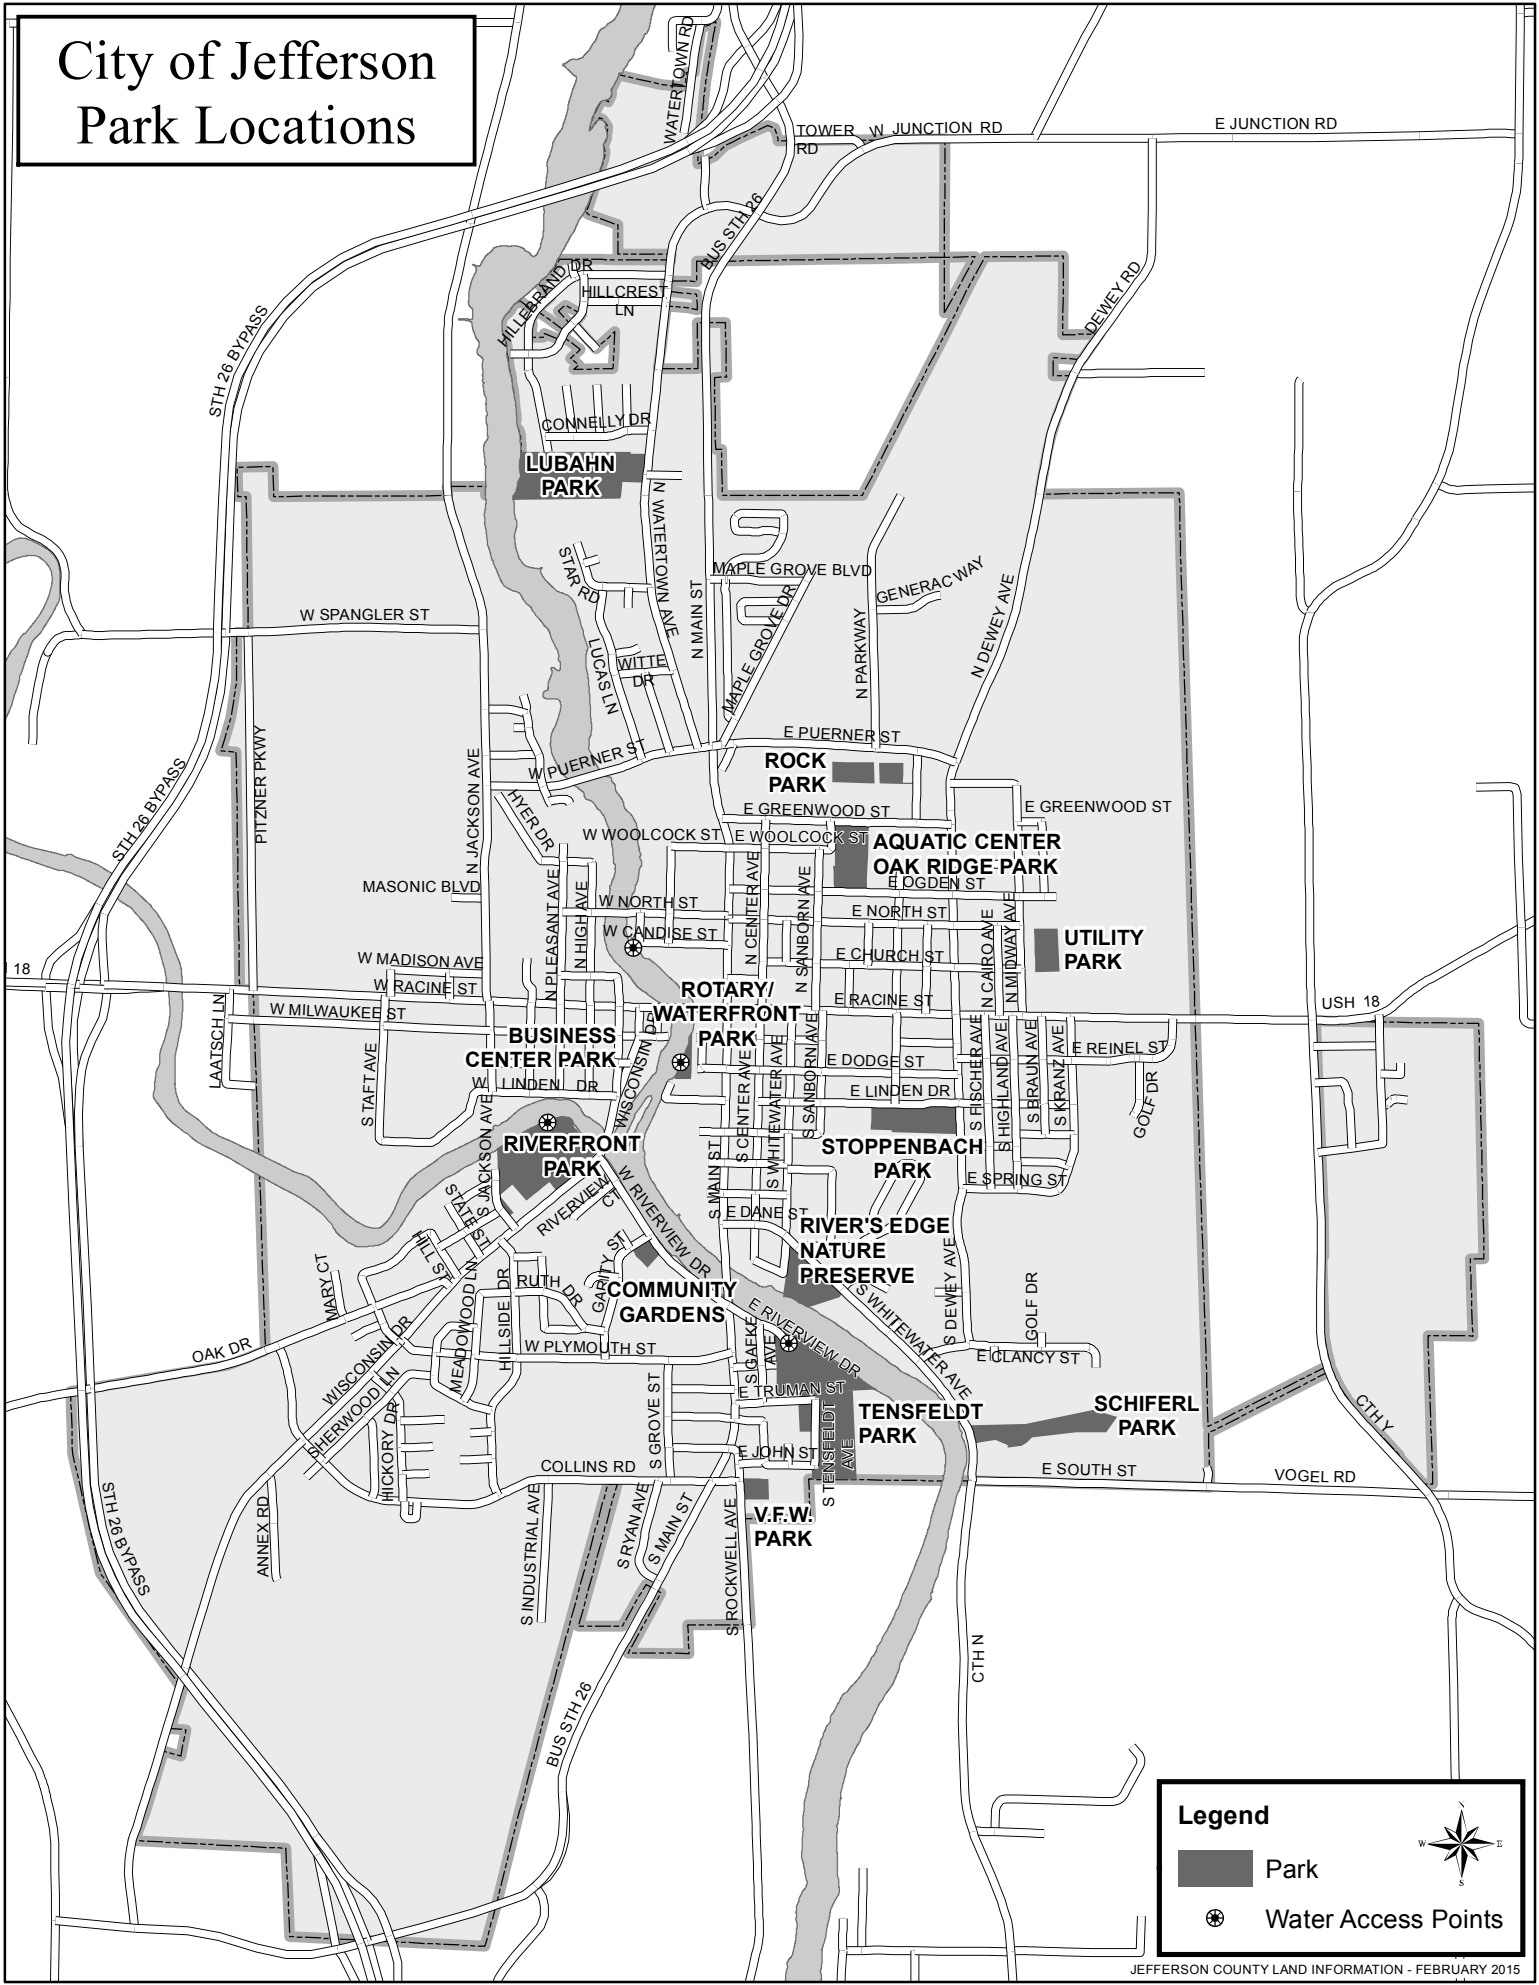 City of Jefferson
Park Locations
WATERTOWN RD
TOWER
RD
W JUNCTION RD
E JUNCTION RD
BUS STH 26
HILLEBRAND DR
HILLCREST
LN
DEWEY RD
STH 26 BYPASS
CONNELLY DR
LUBAHN
PARK
N WATERTOWN AVE
STAR RD
MAPLE GROVE BLVD
GENERAC WAY
W SPANGLER ST
N MAIN ST
MAPLE GROVE DR
N PARKWAY
N DEWEY AVE
LUCAS LN
WITTE
DR
E PUERNER ST
W PUERNER ST
PITZNER PKWY
N JACKSON AVE
STH 26 BYPASS
ROCK
PARK
HYER DR
E GREENWOOD ST
E GREENWOOD ST
W WOOLCOCK ST
E WOOLCOCK ST
AQUATIC CENTER
OAK RIDGE PARK
MASONIC BLVD
E OGDEN ST
N PLEASANT AVE
N HIGH AVE
W NORTH ST
N CENTER AVE
N SANBORN AVE
E NORTH ST
N CAIRO AVE
N MIDWAY AVE
W CANDISE ST
UTILITY
PARK
E CHURCH ST
18
W MADISON AVE
W RACINE ST
ROTARY/
WATERFRONT
PARK
E RACINE ST
USH 18
LAATSCH LN
W MILWAUKEE ST
BUSINESS
CENTER PARK
WISCONSIN DR
S TAFT AVE
E DODGE ST
E REINEL ST
W LINDEN DR
E LINDEN DR
S CENTER AVE
S WHITEWATER AVE
S SANBORN AVE
S FISCHER AVE
S HIGHLAND AVE
S BRAUN AVE
S KRANZ AVE
GOLF DR
S JACKSON AVE
RIVERFRONT
PARK
STOPPENBACH
PARK
S MAIN ST
E SPRING ST
W RIVERVIEW DR
RIVERVIEW
CT
STATE ST
E DANE ST
RIVER'S EDGE
NATURE
PRESERVE
HILL ST
MARY CT
MEADOWOOD LN
HILLSIDE DR
RUTH
DR
GARITY ST
COMMUNITY
GARDENS
E RIVERVIEW DR
S WHITEWATER AVE
S DEWEY AVE
GOLF DR
OAK DR
WISCONSIN DR
W PLYMOUTH ST
S GAFKE
AVE
E CLANCY ST
SHERWOOD LN
E TRUMAN ST
TENSFELDT
PARK
SCHIFERL
PARK
CTH Y
HICKORY DR
S GROVE ST
S TENSFELDT
AVE
E JOHN ST
COLLINS RD
E SOUTH ST
VOGEL RD
STH 26 BYPASS
ANNEX RD
S INDUSTRIAL AVE
S RYAN AVE
S MAIN ST
S ROCKWELL AVE
V.F.W.
PARK
CTH N
BUS STH 26
Legend
Park
Water Access Points
N
W
E
S
JEFFERSON COUNTY LAND INFORMATION - FEBRUARY 2015